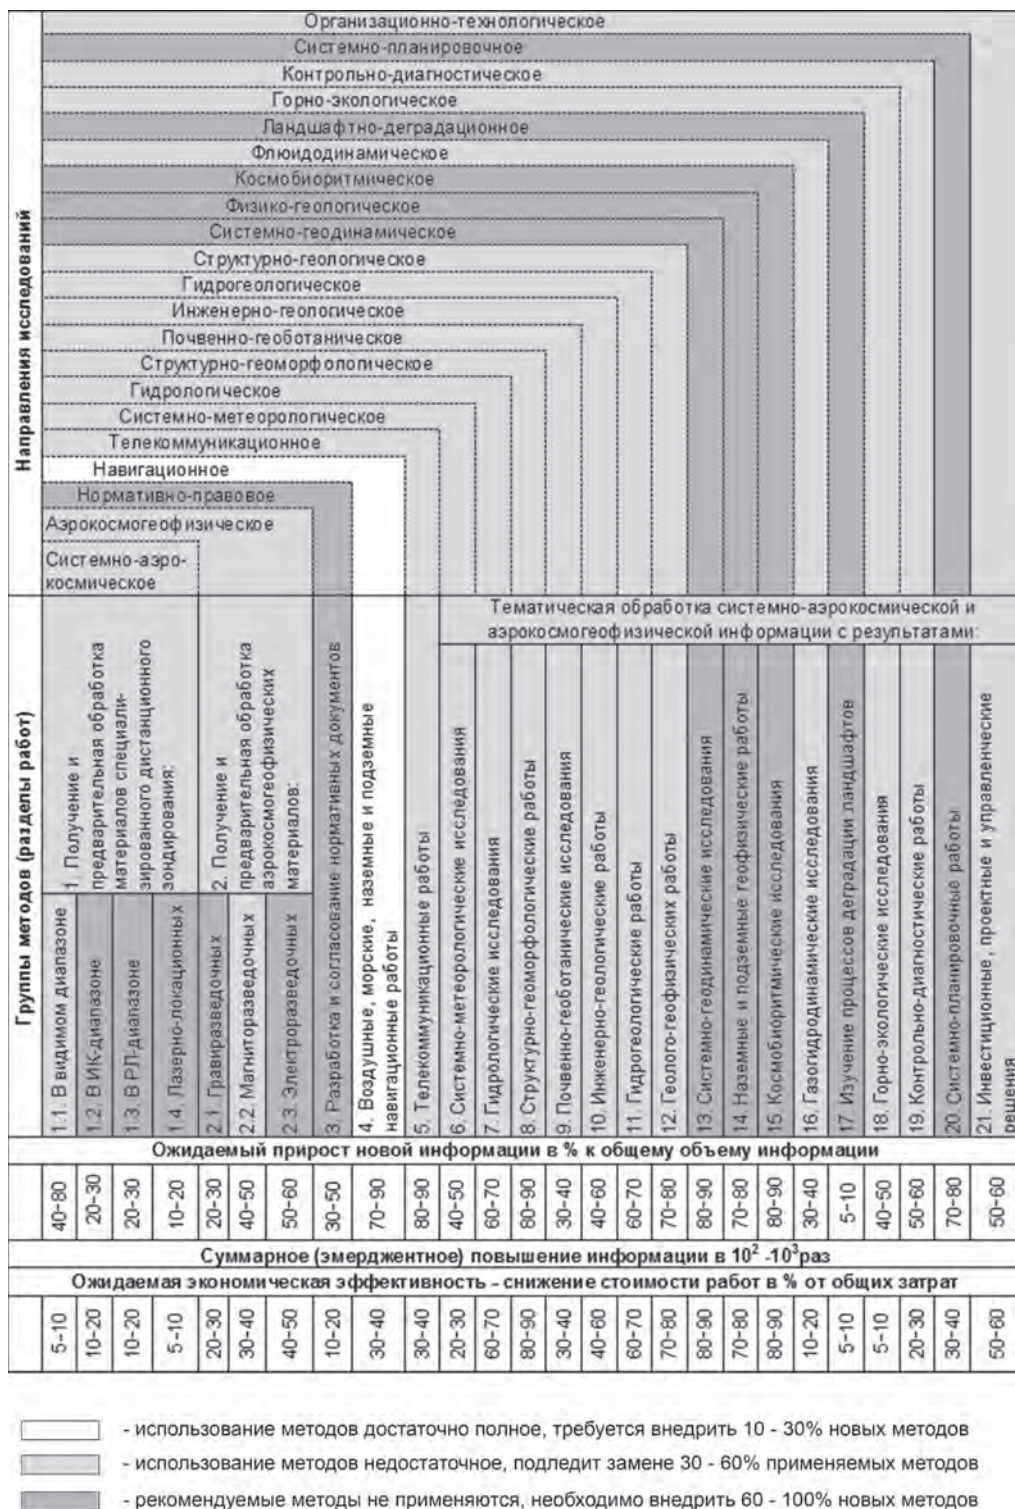 Направления исследований
Организационно-технологическое
Системно-планировочное
Контрольно-диагностическое
Горно-экологическое
Ландшафтно-деградационное
Флюидодинамическое
Космобиоритмическое
Физико-геологическое
Системно-геодинамическое
Структурно-геологическое
Гидрогеологическое
Инженерно-геологическое
Почвенно-геоботаническое
Структурно-геоморфологическое
Гидрологическое
Системно-метеорологическое
Телекоммуникационное
Навигационное
Нормативно-правовое
Аэрокосмогеофизическое
Системно-аэро-
космическое
Группы методов (разделы работ)
Тематическая обработка системно-аэрокосмической и
аэрокосмогеофизической информации с результатами:
1. Получение и
предварительная обработка
материалов специали-
зированного дистанционного
зондирования:
1.1. В видимом диапазоне
1.2. В ИК-диапазоне
1.3. В РЛ-диапазоне
1.4. Лазерно-локационных
2. Получение и
предварительная обработка
аэрокосмогеофизических
материалов:
2.1. Гравиразведочных
2.2. Магниторазведочных
2.3. Электроразведочных
3. Разработка и согласование нормативных документов
4. Воздушные, морские, наземные и подземные
навигационные работы
5. Телекоммуникационные работы
6. Системно-метеорологические исследования
7. Гидрологические исследования
8. Структурно-геоморфологические работы
9. Почвенно-геоботанические исследования
10. Инженерно-геологические работы
11. Гидрогеологические работы
12. Геолого-геофизических работы
13. Системно-геодинамические исследования
14. Наземные и подземные геофизические работы
15. Космобиоритмические исследования
16. Газогидродинамические исследования
17. Изучение процессов деградации ландшафтов
18. Горно-экологические исследования
19. Контрольно-диагностические работы
20. Системно-планировочные работы
21. Инвестиционные, проектные и управленческие
решения
Ожидаемый прирост новой информации в % к общему объему информации
40-80
20-30
20-30
10-20
20-30
40-50
50-60
30-50
70-90
80-90
40-50
60-70
80-90
30-40
40-60
60-70
70-80
80-90
70-80
80-90
30-40
5-10
40-50
50-60
70-80
50-60
Суммарное (эмерджентное) повышение информации в 10² -10³раз
Ожидаемая экономическая эффективность - снижение стоимости работ в % от общих затрат
5-10
10-20
10-20
5-10
20-30
30-40
40-50
10-20
30-40
30-40
20-30
60-70
80-90
30-40
40-60
60-70
70-80
80-90
70-80
80-90
10-20
5-10
5-10
20-30
30-40
50-60
- использование методов достаточно полное, требуется внедрить 10 - 30% новых методов
- использование методов недостаточное, подледит замене 30 - 60% применяемых методов
- рекомендуемые методы не применяются, необходимо внедрить 60 - 100% новых методов